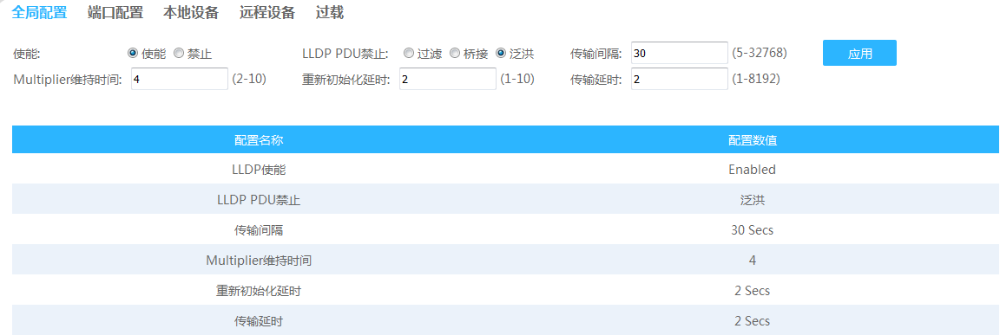 全局配置 端口配置 本地设备 远程设备 过载
使能: 使能 禁止 LLDP PDU禁止: 过滤 桥接 泛洪 传输间隔: 30 (5-32768) 应用
Multiplier维持时间: 4 (2-10) 重新初始化延时: 2 (1-10) 传输延时: 2 (1-8192)
配置名称 配置数值
LLDP使能 Enabled
LLDP PDU禁止 泛洪
传输间隔 30 Secs
Multiplier维持时间 4
重新初始化延时 2 Secs
传输延时 2 Secs